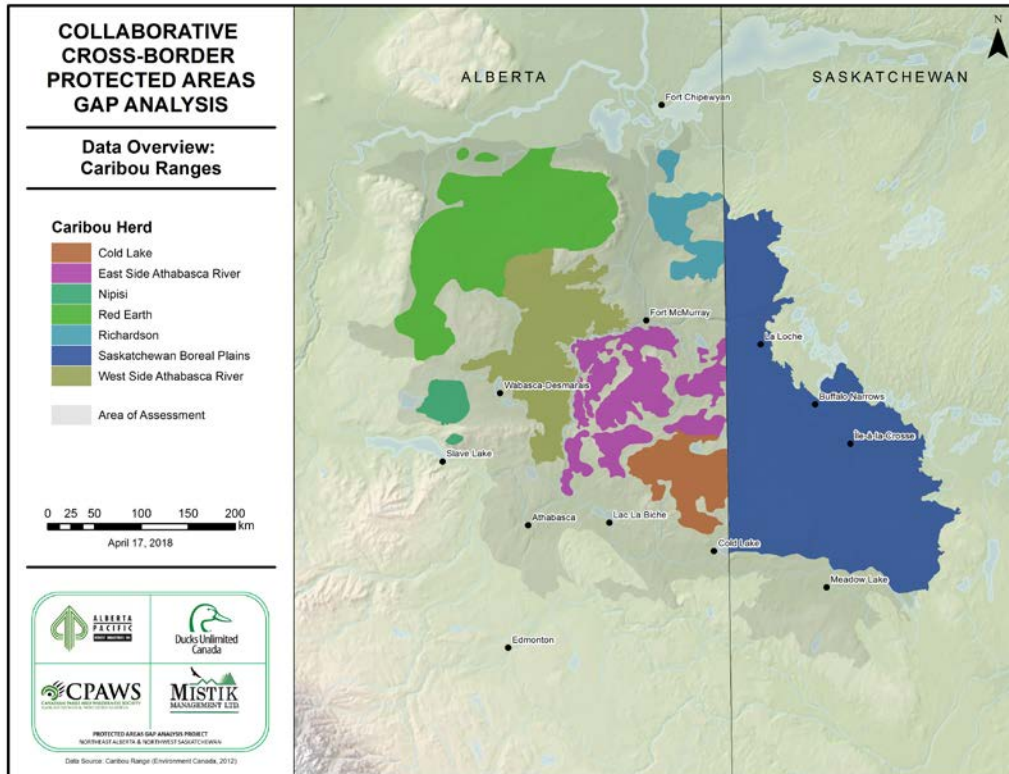 COLLABORATIVE
CROSS-BORDER
PROTECTED AREAS
GAP ANALYSIS
Data Overview:
Caribou Ranges
Caribou Herd
Cold Lake
East Side Athabasca River
Nipisi
Red Earth
Richardson
Saskatchewan Boreal Plains
West Side Athabasca River
Area of Assessment
0 25 50 100 150 200
km
April 17, 2018
ALBERTA
PACIFIC
Ducks Unlimited
Canada
CPAWS
MISTIK
MANAGEMENT LTD.
PROTECTED AREAS GAP ANALYSIS PROJECT
NORTHEAST ALBERTA & NORTHWEST SASKATCHEWAN
Data Source: Caribou Range (Environment Canada, 2012)
N
ALBERTA
SASKATCHEWAN
Fort Chipewyan
Fort McMurray
La Loche
Wabasca-Desmarais
Buffalo Narrows
Île-à-la-Crosse
Slave Lake
Athabasca
Lac La Biche
Cold Lake
Meadow Lake
Edmonton